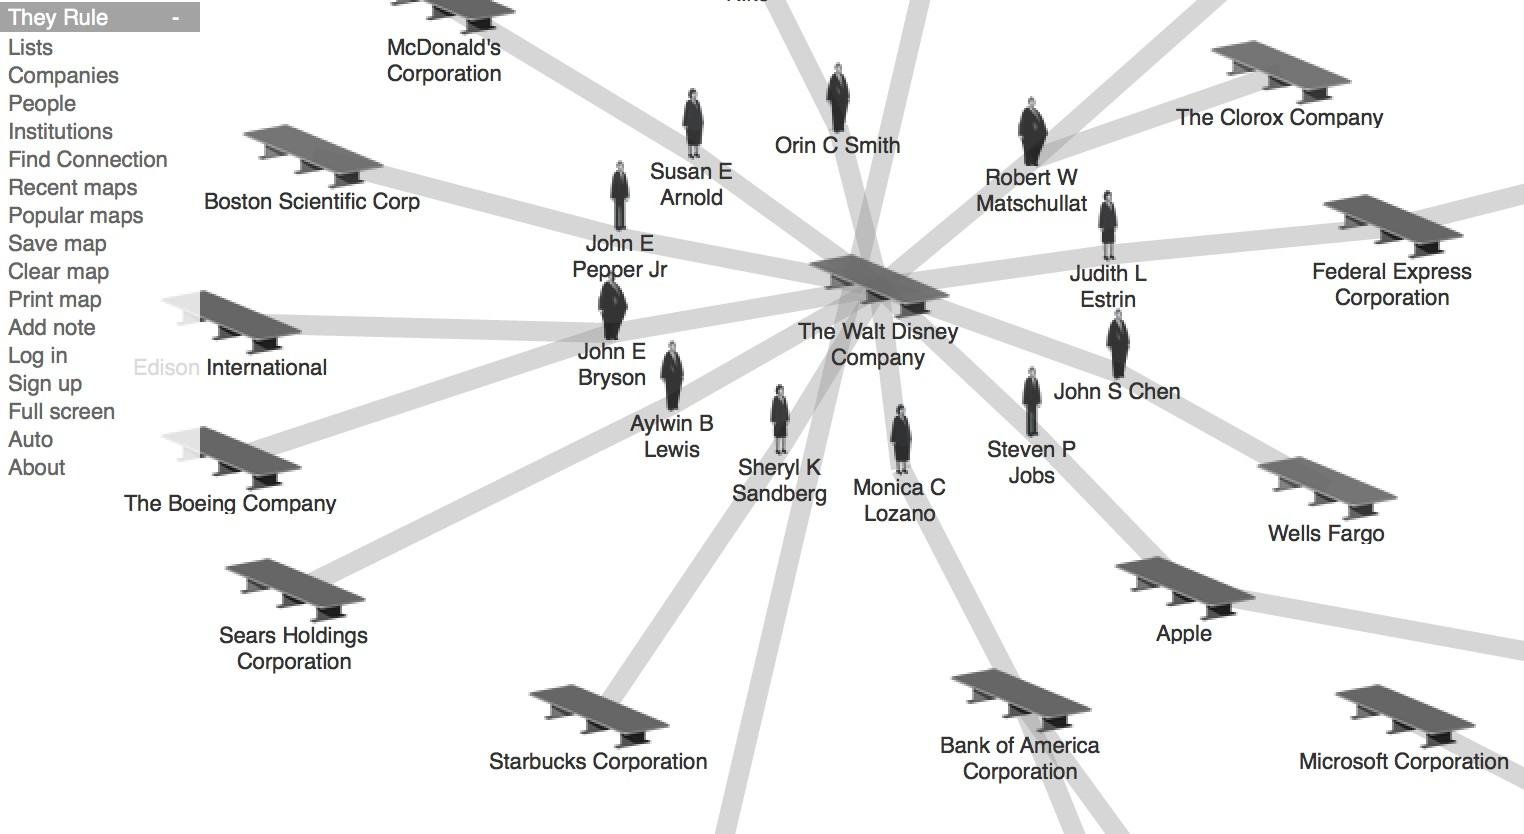 They Rule -
Lists
Companies
People
Institutions
Find Connection
Recent maps
Popular maps
Save map
Clear map
Print map
Add note
Log in
Sign up
Full screen
Auto
About
McDonald's
Corporation
Orin C Smith
The Clorox Company
Susan E
Arnold
Robert W
Matschullat
Boston Scientific Corp
John E
Pepper Jr
Judith L
Estrin
Federal Express
Corporation
The Walt Disney
Company
Edison International
John E
Bryson
John S Chen
Aylwin B
Lewis
Steven P
Jobs
Sheryl K
Sandberg
Monica C
Lozano
The Boeing Company
Wells Fargo
Sears Holdings
Corporation
Apple
Starbucks Corporation
Bank of America
Corporation
Microsoft Corporation